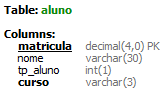 Table: aluno
Columns:
matricula decimal(4,0) PK
nome varchar(30)
tp_aluno int(1)
curso varchar(3)